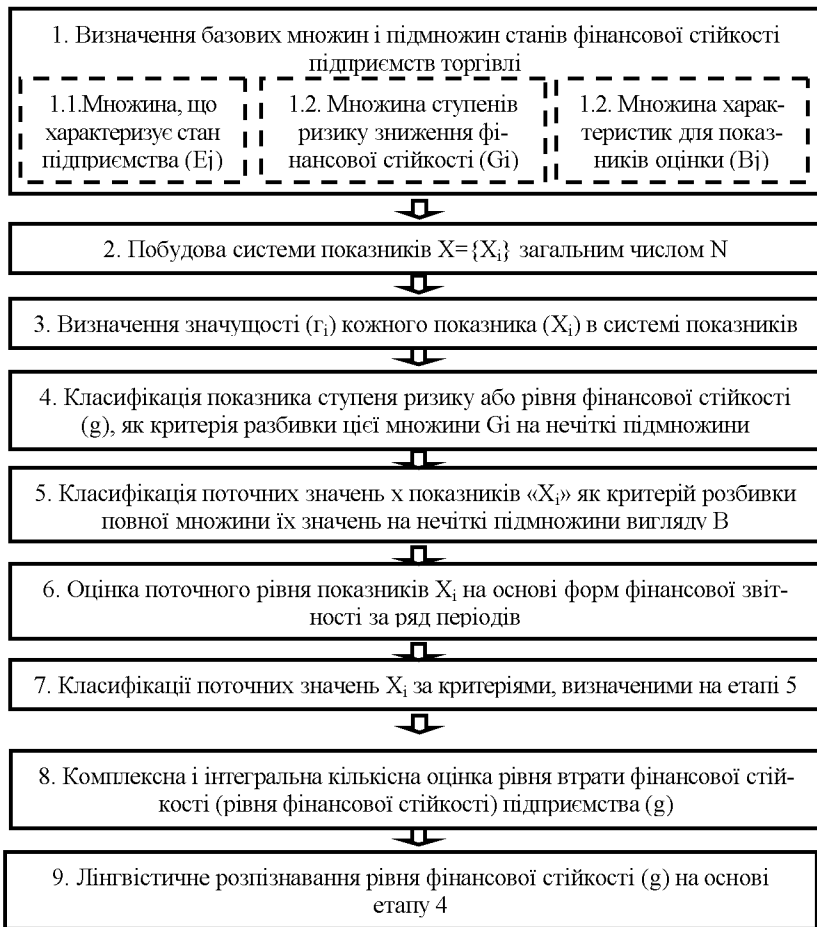 1. Визначення базових множин і підмножин станів фінансової стійкості
підприємств торгівлі
1.1.Множина, що
характеризує стан
підприємства (Ej)
1.2. Множина ступенів
ризику зниження фі-
нансової стійкості (Gi)
1.2. Множина харак-
теристик для показ-
ників оцінки (Bj)
2. Побудова системи показників X={Xi} загальним числом N
3. Визначення значущості (гi) кожного показника (Xi) в системі показників
4. Класифікація показника ступеня ризику або рівня фінансової стійкості
(g), як критерія разбивки цієї множини Gi на нечіткі підмножини
5. Класифікація поточних значень х показників «Xi» як критерій розбивки
повної множини їх значень на нечіткі підмножини вигляду В
6. Оцінка поточного рівня показників Xi на основі форм фінансової звіт-
ності за ряд періодів
7. Класифікації поточних значень Xi за критеріями, визначеними на етапі 5
8. Комплексна і інтегральна кількісна оцінка рівня втрати фінансової стій-
кості (рівня фінансової стійкості) підприємства (g)
9. Лінгвістичне розпізнавання рівня фінансової стійкості (g) на основі
етапу 4